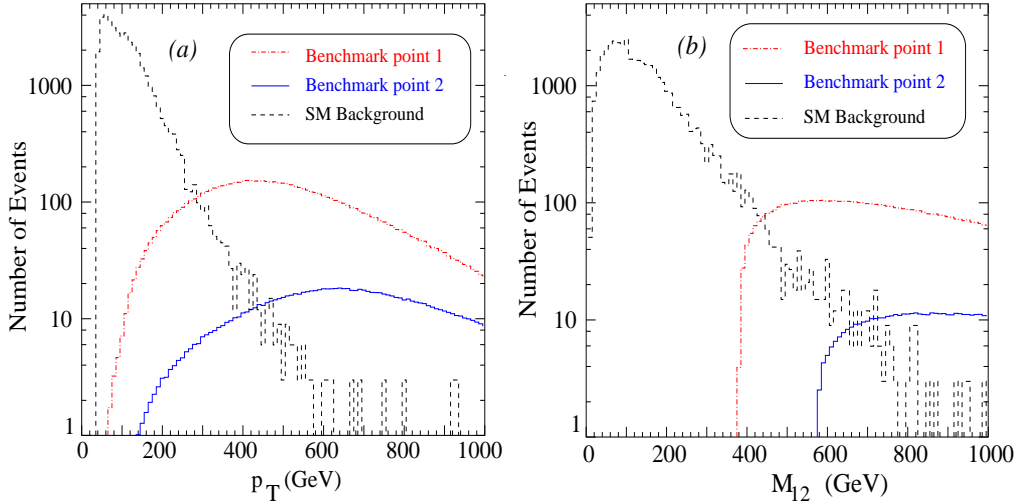 (a)
Benchmark point 1
Benchmark point 2
SM Background
Number of Events
1000
100
10
1
0 200 400 600 800 1000
p_T (GeV)
(b)
Benchmark point 1
Benchmark point 2
SM Background
Number of Events
1000
100
10
1
0 200 400 600 800 1000
M_12 (GeV)